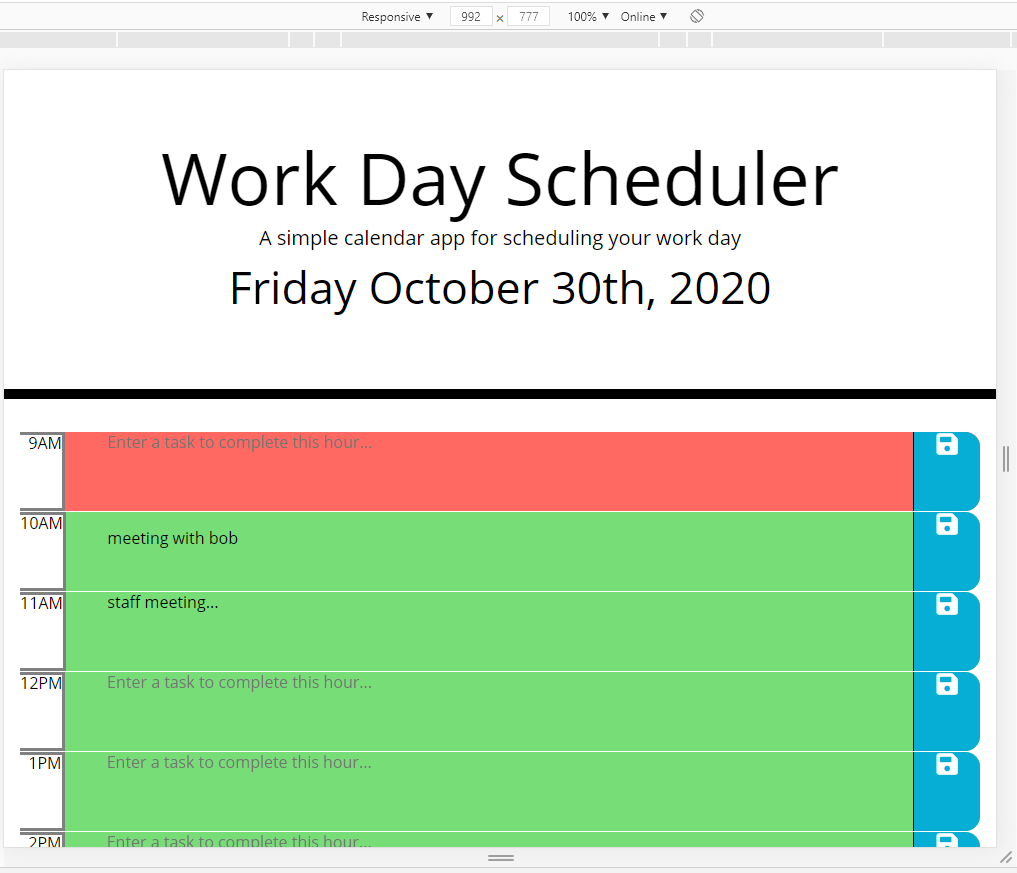 Responsive ▼ 992 × 777 100% ▼ Online ▼
Work Day Scheduler
A simple calendar app for scheduling your work day
Friday October 30th, 2020
9AM Enter a task to complete this hour...
10AM meeting with bob
11AM staff meeting...
12PM Enter a task to complete this hour...
1PM Enter a task to complete this hour...
2PM Enter a task to complete this hour...